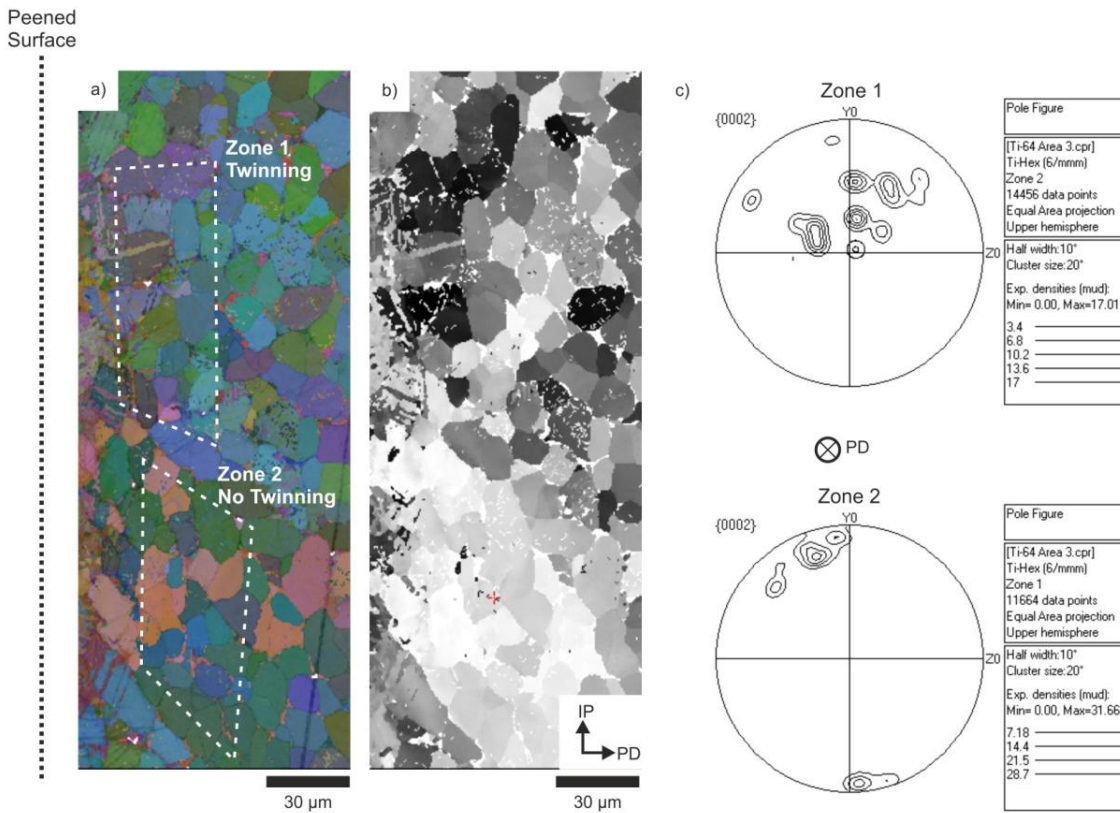 Peened
Surface
a)
Zone 1
Twinning
Zone 2
No Twinning
30 µm
b)
IP
PD
30 µm
c)
Zone 1
{0002}
Y0
Z0
Pole Figure
[Ti-64 Area 3.cpr]
Ti-Hex (6/mmm)
Zone 2
14456 data points
Equal Area projection
Upper hemisphere
Half width:10°
Cluster size:20°
Exp. densities (mud):
Min= 0.00, Max=17.01
3.4
6.8
10.2
13.6
17
PD
Zone 2
{0002}
Y0
Z0
Pole Figure
[Ti-64 Area 3.cpr]
Ti-Hex (6/mmm)
Zone 1
11664 data points
Equal Area projection
Upper hemisphere
Half width:10°
Cluster size:20°
Exp. densities (mud):
Min= 0.00, Max=31.66
7.18
14.4
21.5
28.7